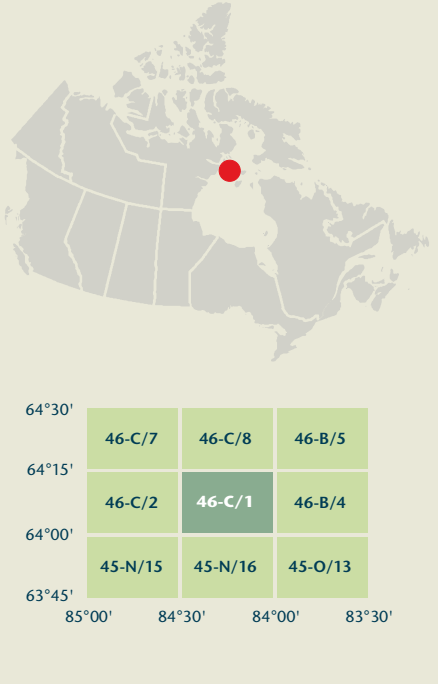 64°30'
46-C/7 46-C/8 46-B/5
64°15'
46-C/2 46-C/1 46-B/4
64°00'
45-N/15 45-N/16 45-O/13
63°45'
85°00' 84°30' 84°00' 83°30'